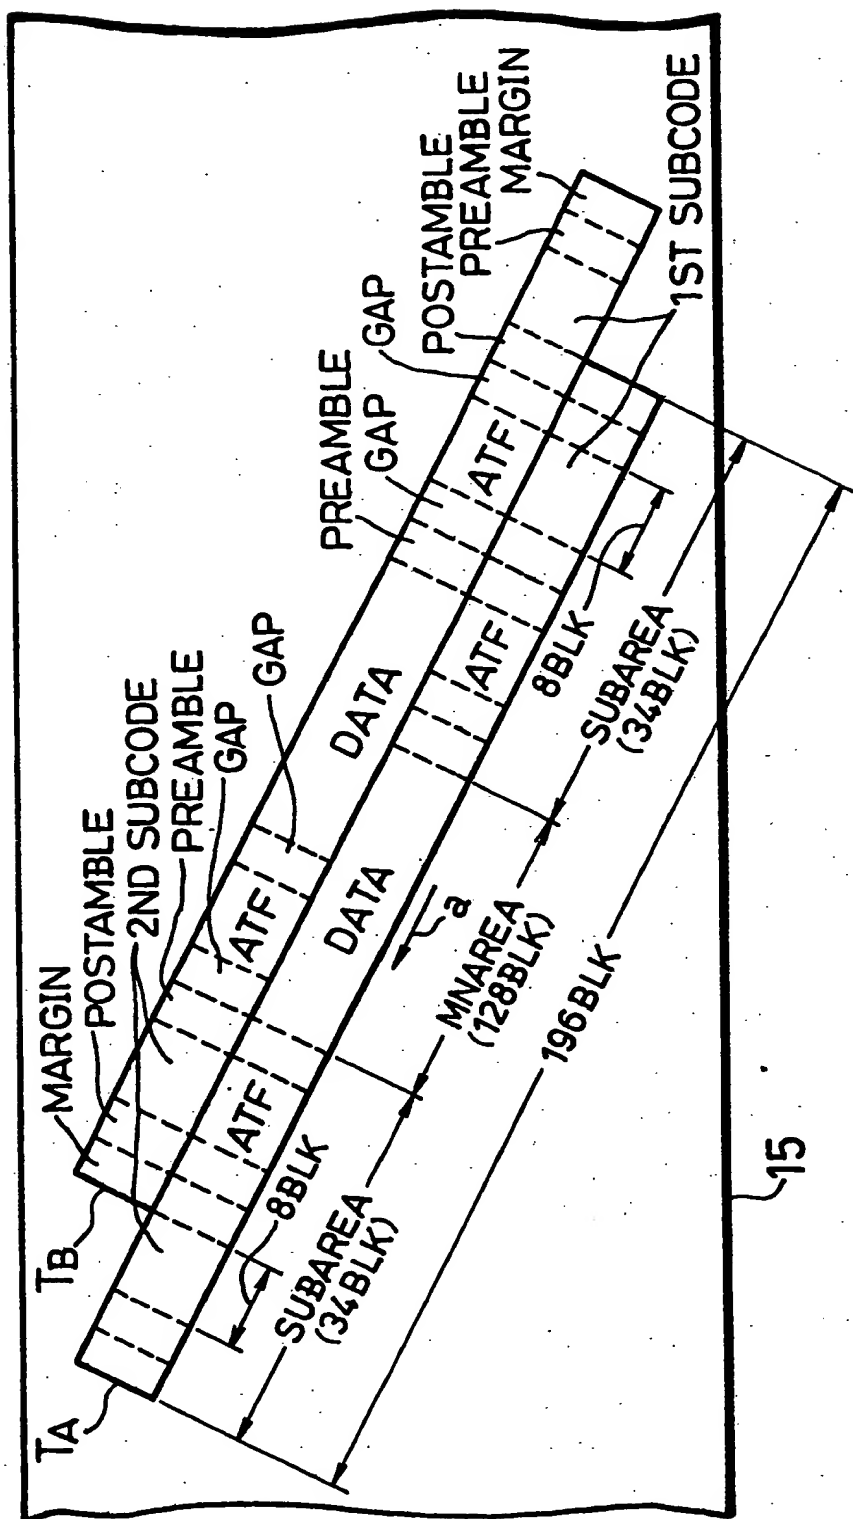 MARGIN
POSTAMBLE
2ND SUBCODE
PREAMBLE
GAP
GAP
PREAMBLE
GAP
GAP
POSTAMBLE
PREAMBLE
MARGIN
TB
ATF
DATA
ATF
1ST SUBCODE
TA
ATF
DATA
ATF
a
8BLK
8BLK
SUBAREA
(34BLK)
MNAREA
(128BLK)
SUBAREA
(34BLK)
196BLK
15